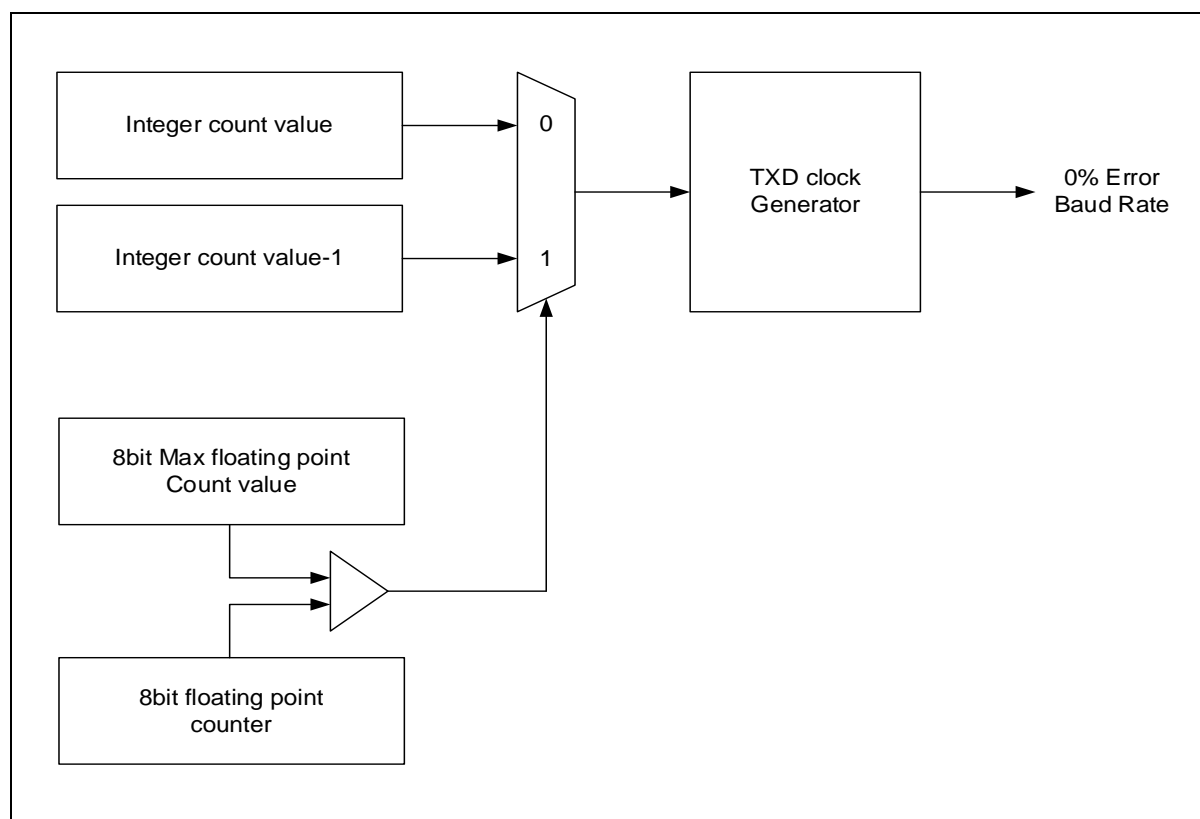 Integer count value
0
TXD clock
Generator
0% Error
Baud Rate
Integer count value-1
1
8bit Max floating point
Count value
8bit floating point
counter